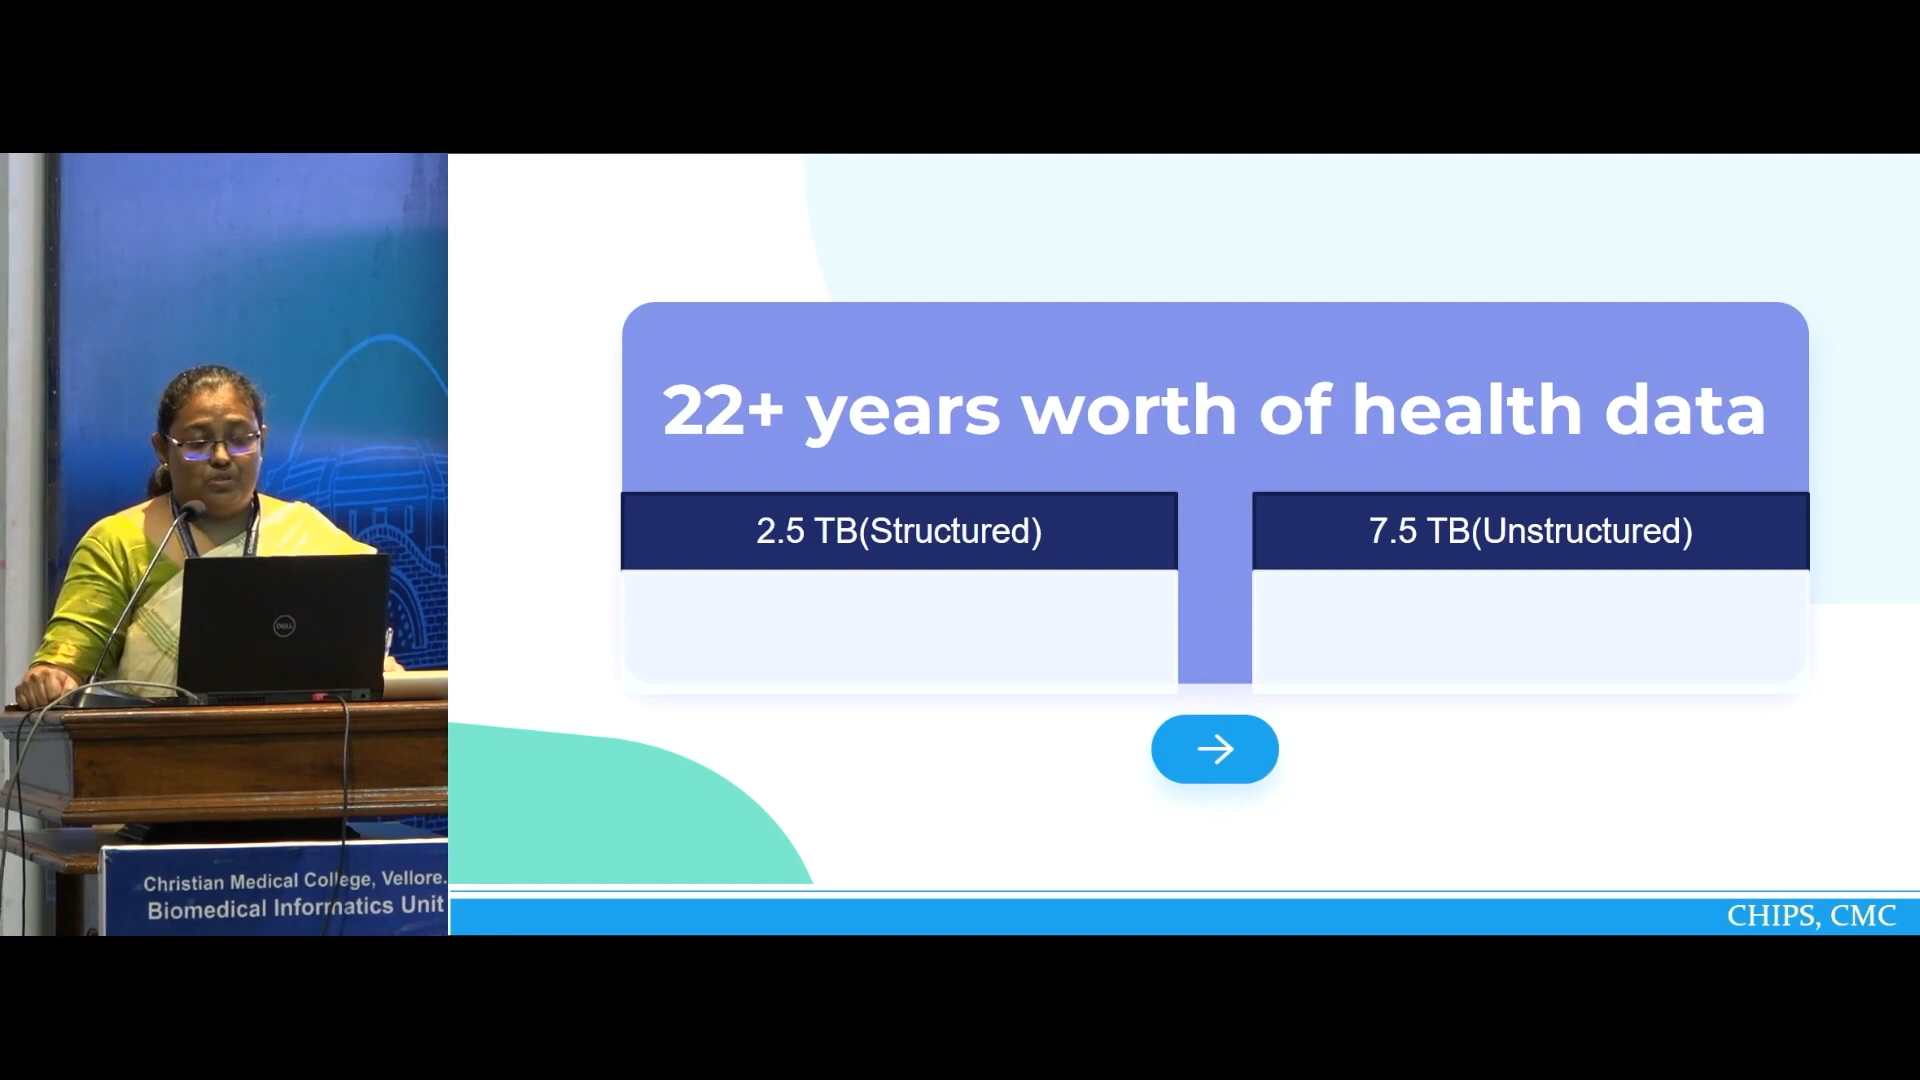 22+ years worth of health data
2.5 TB(Structured)
7.5 TB(Unstructured)
DELL
Christian Medical College, Vellore.
Biomedical Informatics Unit
CHIPS, CMC